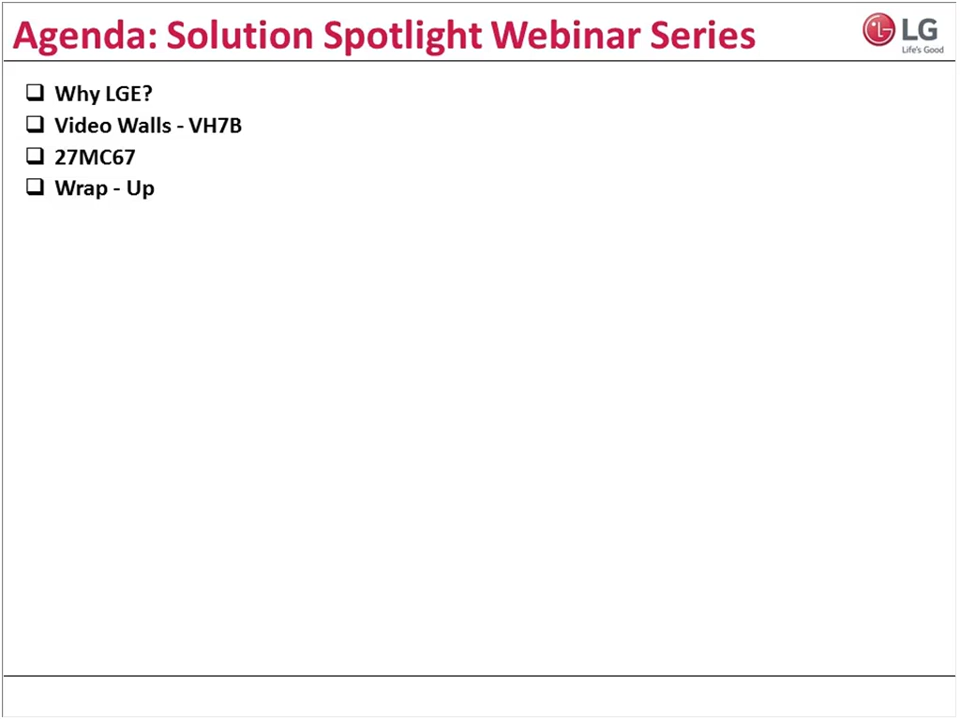 Agenda: Solution Spotlight Webinar Series
LG
Life's Good
Why LGE?
Video Walls - VH7B
27MC67
Wrap - Up